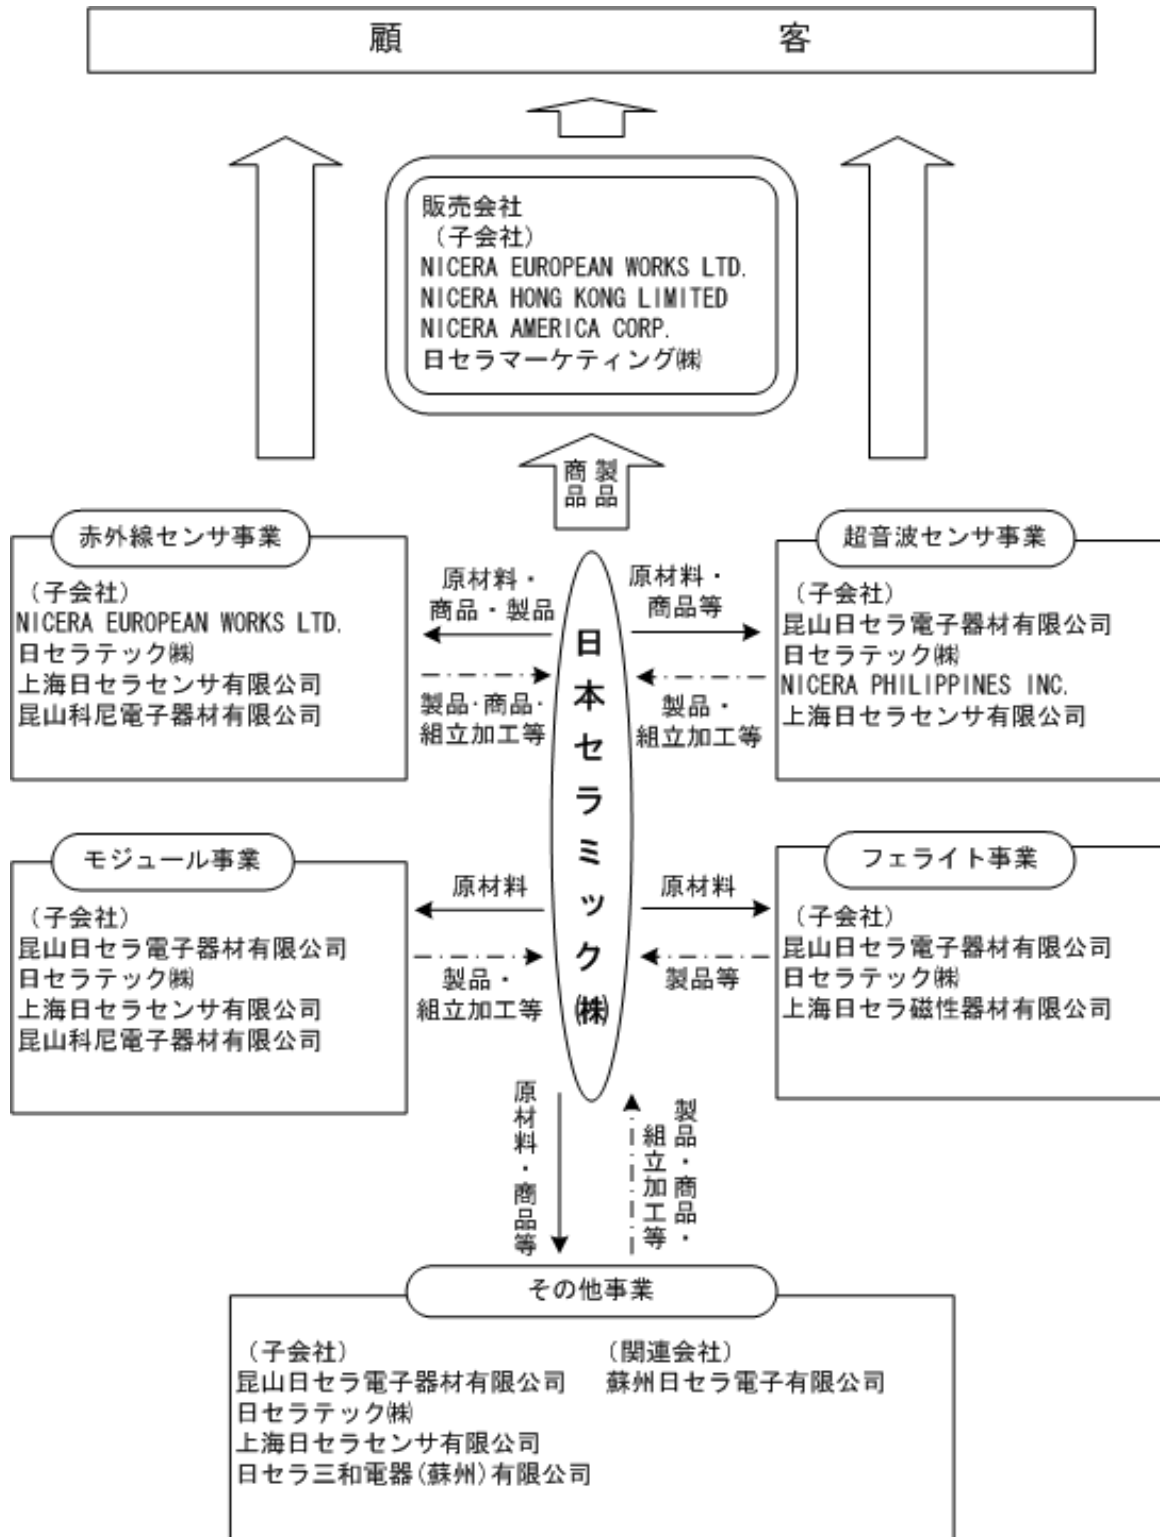 顧客
販売会社
（子会社）
NICERA EUROPEAN WORKS LTD.
NICERA HONG KONG LIMITED
NICERA AMERICA CORP.
日セラマーケティング㈱
製品
商品
赤外線センサ事業
（子会社）
NICERA EUROPEAN WORKS LTD.
日セラテック㈱
上海日セラセンサ有限公司
昆山科尼電子器材有限公司
原材料・
商品・製品
製品・商品・
組立加工等
日本セラミック㈱
原材料・
商品等
製品・
組立加工等
超音波センサ事業
（子会社）
昆山日セラ電子器材有限公司
日セラテック㈱
NICERA PHILIPPINES INC.
上海日セラセンサ有限公司
モジュール事業
（子会社）
昆山日セラ電子器材有限公司
日セラテック㈱
上海日セラセンサ有限公司
昆山科尼電子器材有限公司
原材料
製品・
組立加工等
原材料
製品等
フェライト事業
（子会社）
昆山日セラ電子器材有限公司
日セラテック㈱
上海日セラ磁性器材有限公司
原材料・商品等
製品・商品・
組立加工等
その他事業
（子会社）
昆山日セラ電子器材有限公司
日セラテック㈱
上海日セラセンサ有限公司
日セラ三和電器(蘇州)有限公司
（関連会社）
蘇州日セラ電子有限公司